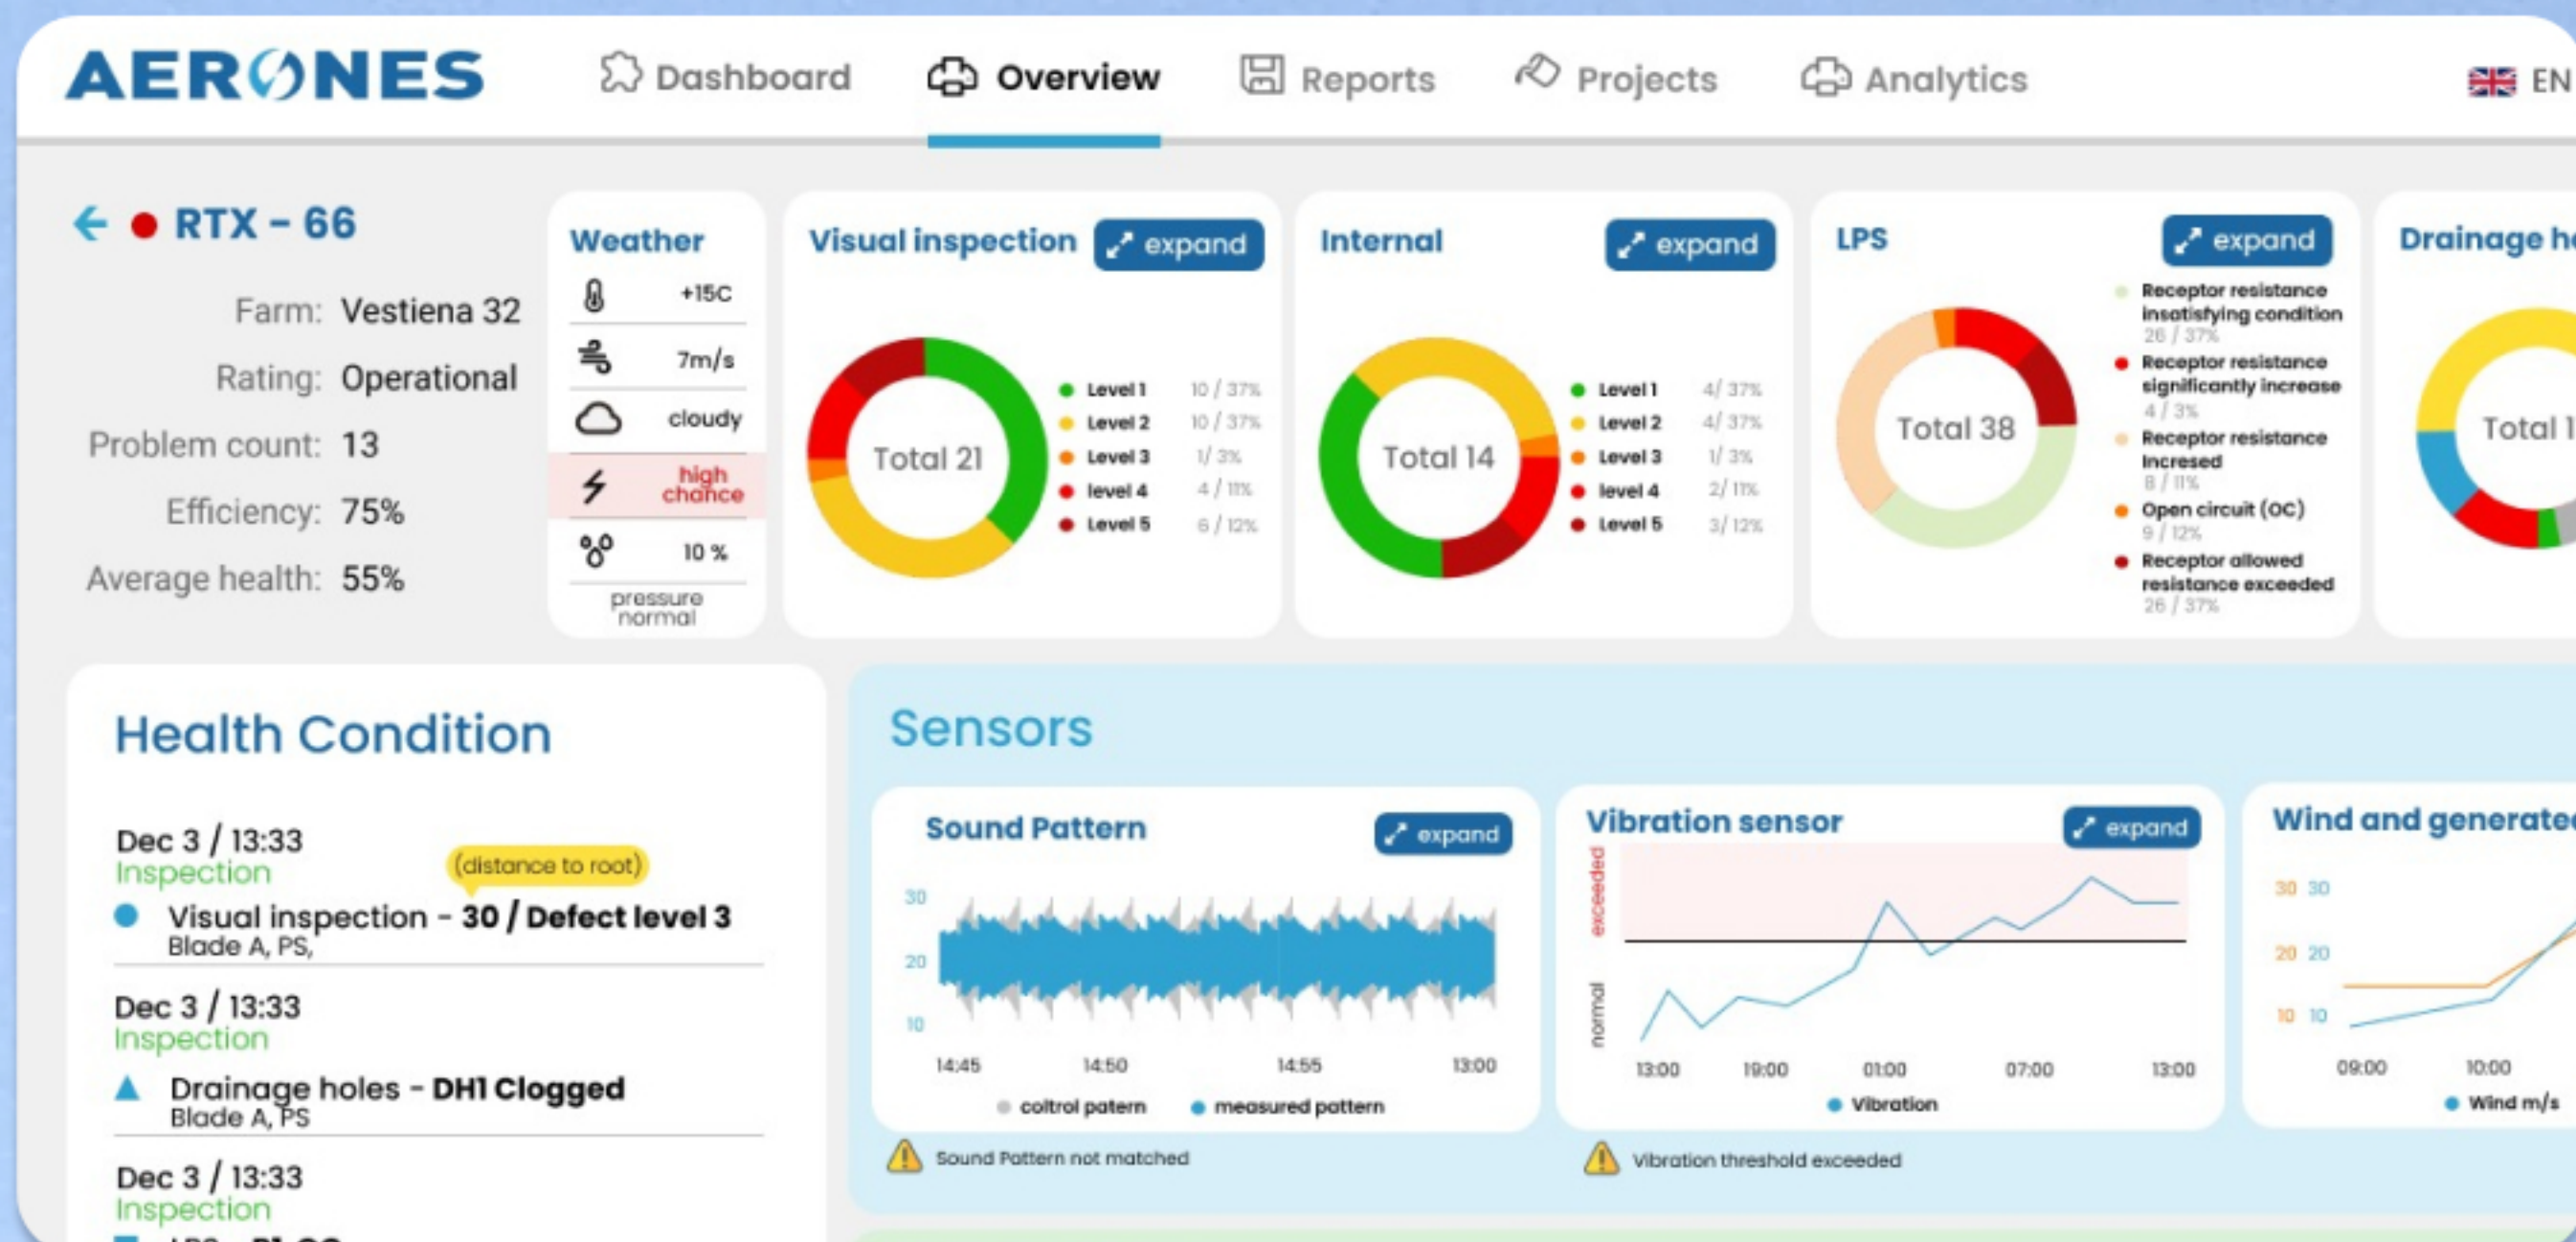 AERONES
Dashboard
Overview
Reports
Projects
Analytics
EN
RTX - 66
Farm: Vestiena 32
Rating: Operational
Problem count: 13
Efficiency: 75%
Average health: 55%
Weather
+15C
7m/s
cloudy
high
chance
10 %
pressure
normal
Visual inspection
expand
Total 21
Level 1 10 / 37%
Level 2 10 / 37%
Level 3 1/ 3%
level 4 4 / 11%
Level 5 6 / 12%
Internal
expand
Total 14
Level 1 4/ 37%
Level 2 4/ 37%
Level 3 1/ 3%
level 4 2/ 11%
Level 5 3/ 12%
LPS
expand
Total 38
Receptor resistance
insatisfying condition
26 / 37%
Receptor resistance
significantly increase
4 / 3%
Receptor resistance
Incresed
8 / 11%
Open circuit (OC)
9 / 12%
Receptor allowed
resistance exceeded
26 / 37%
Drainage
Total
Health Condition
Dec 3 / 13:33
Inspection
(distance to root)
Visual inspection - 30 / Defect level 3
Blade A, PS,
Dec 3 / 13:33
Inspection
Drainage holes - DH1 Clogged
Blade A, PS
Dec 3 / 13:33
Inspection
Sensors
Sound Pattern
expand
30
20
10
14:45 14:50 14:55 13:00
coltrol patern measured pattern
Sound Pattern not matched
Vibration sensor
expand
exceeded
normal
13:00 19:00 01:00 07:00 13:00
Vibration
Vibration threshold exceeded
Wind and generate
30 30
20 20
10 10
09:00 10:00
Wind m/s